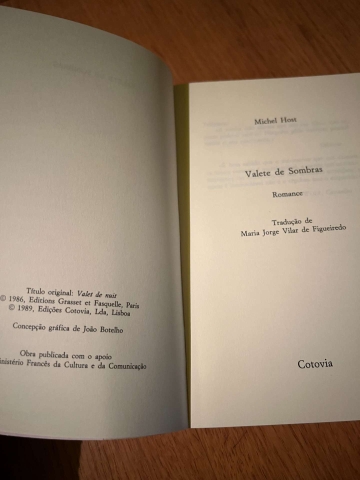 Título original: Valet de nuit
© 1986, Editions Grasset et Fasquelle, Paris
© 1989, Edições Cotovia, Lda, Lisboa
Concepção gráfica de João Botelho
Obra publicada com o apoio
Ministério Francês da Cultura e da Comunicação
Michel Host
Valete de Sombras
Romance
Tradução de
Maria Jorge Vilar de Figueiredo
Cotovia